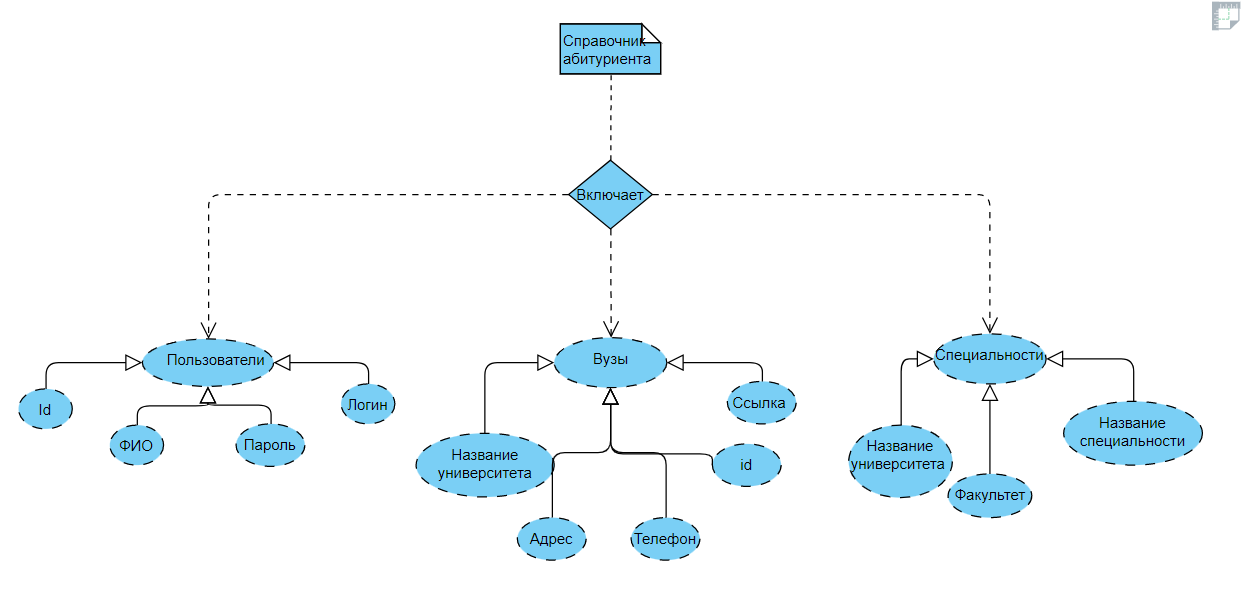 Справочник
абитуриента
Включает
Пользователи
Id
ФИО
Пароль
Логин
Вузы
Название
университета
Адрес
Телефон
id
Ссылка
Специальности
Название
университета
Факультет
Название
специальности